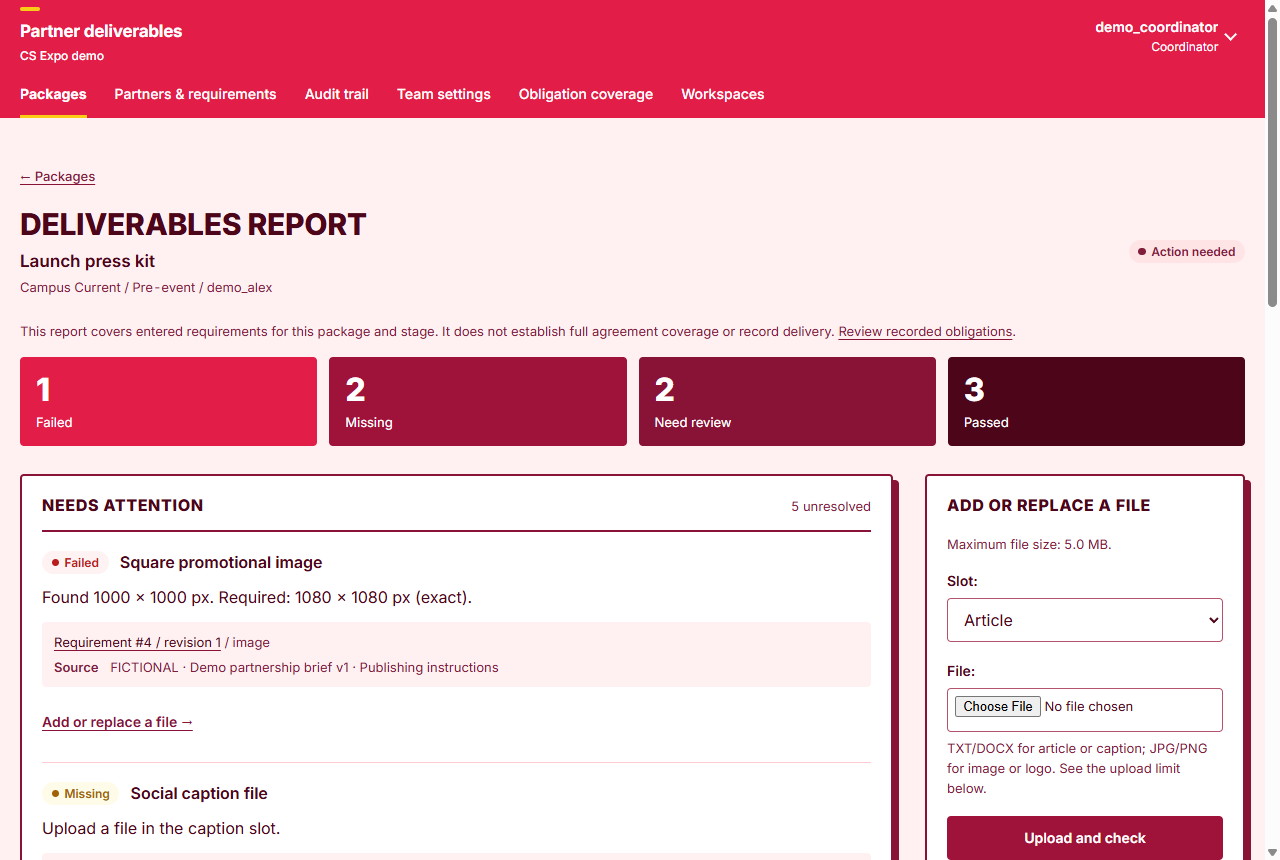 Partner deliverables
CS Expo demo
demo_coordinator
Coordinator
Packages
Partners & requirements
Audit trail
Team settings
Obligation coverage
Workspaces
← Packages
DELIVERABLES REPORT
Launch press kit
Campus Current / Pre-event / demo_alex
Action needed
This report covers entered requirements for this package and stage. It does not establish full agreement coverage or record delivery. Review recorded obligations.
1
Failed
2
Missing
2
Need review
3
Passed
NEEDS ATTENTION
5 unresolved
Failed
Square promotional image
Found 1000 × 1000 px. Required: 1080 × 1080 px (exact).
Requirement #4 / revision 1 / image
Source FICTIONAL · Demo partnership brief v1 · Publishing instructions
Add or replace a file →
Missing
Social caption file
Upload a file in the caption slot.
ADD OR REPLACE A FILE
Maximum file size: 5.0 MB.
Slot:
Article
File:
Choose File No file chosen
TXT/DOCX for article or caption; JPG/PNG
for image or logo. See the upload limit
below.
Upload and check